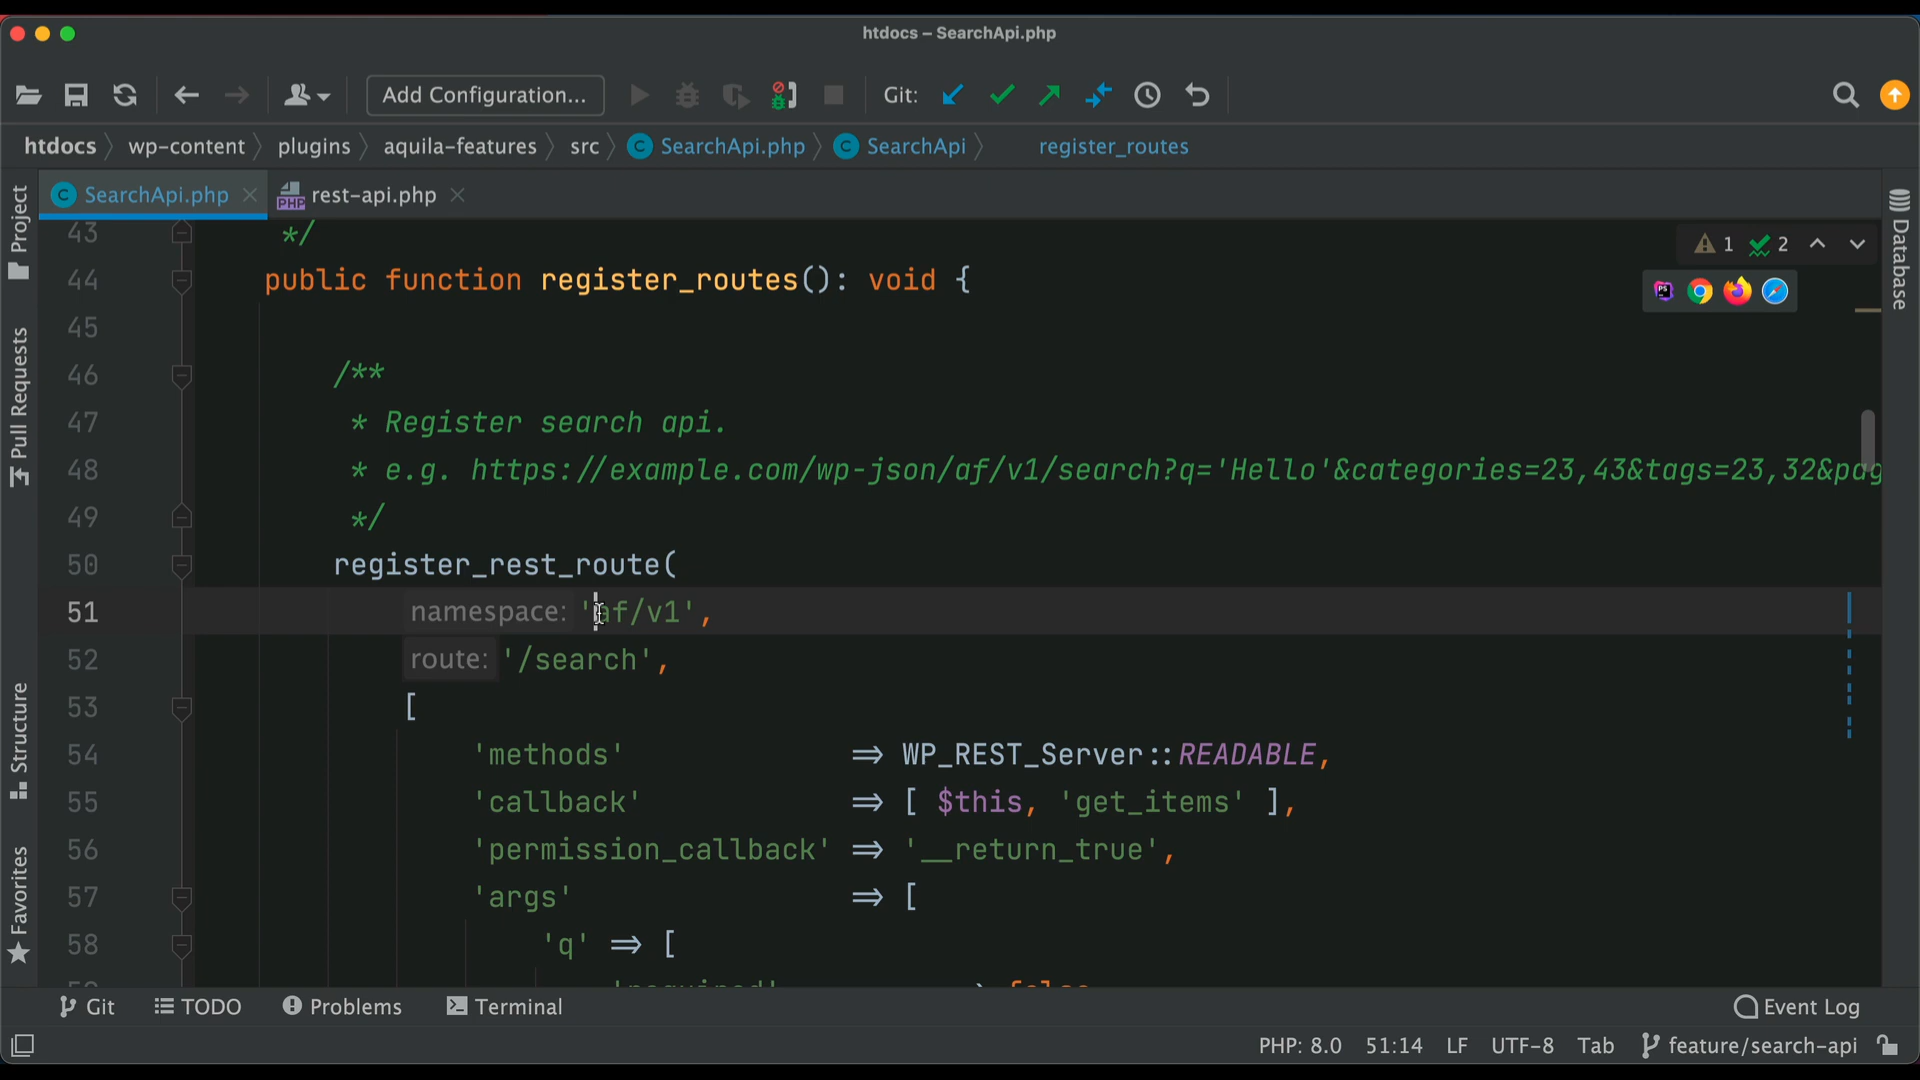 htdocs – SearchApi.php
Add Configuration...
Git:
htdocs
wp-content
plugins
aquila-features
src
SearchApi.php
SearchApi
register_routes
SearchApi.php
rest-api.php
Project
Pull Requests
Structure
Favorites
Database
1
2
43 */
44 public function register_routes(): void {
45
46 /**
47 * Register search api.
48 * e.g. https://example.com/wp-json/af/v1/search?q='Hello'&categories=23,43&tags=23,32&pag
49 */
50 register_rest_route(
51 namespace: 'af/v1',
52 route: '/search',
53 [
54 'methods' => WP_REST_Server::READABLE,
55 'callback' => [ $this, 'get_items' ],
56 'permission_callback' => '__return_true',
57 'args' => [
58 'q' => [
Git
TODO
Problems
Terminal
Event Log
PHP: 8.0
51:14
LF
UTF-8
Tab
feature/search-api